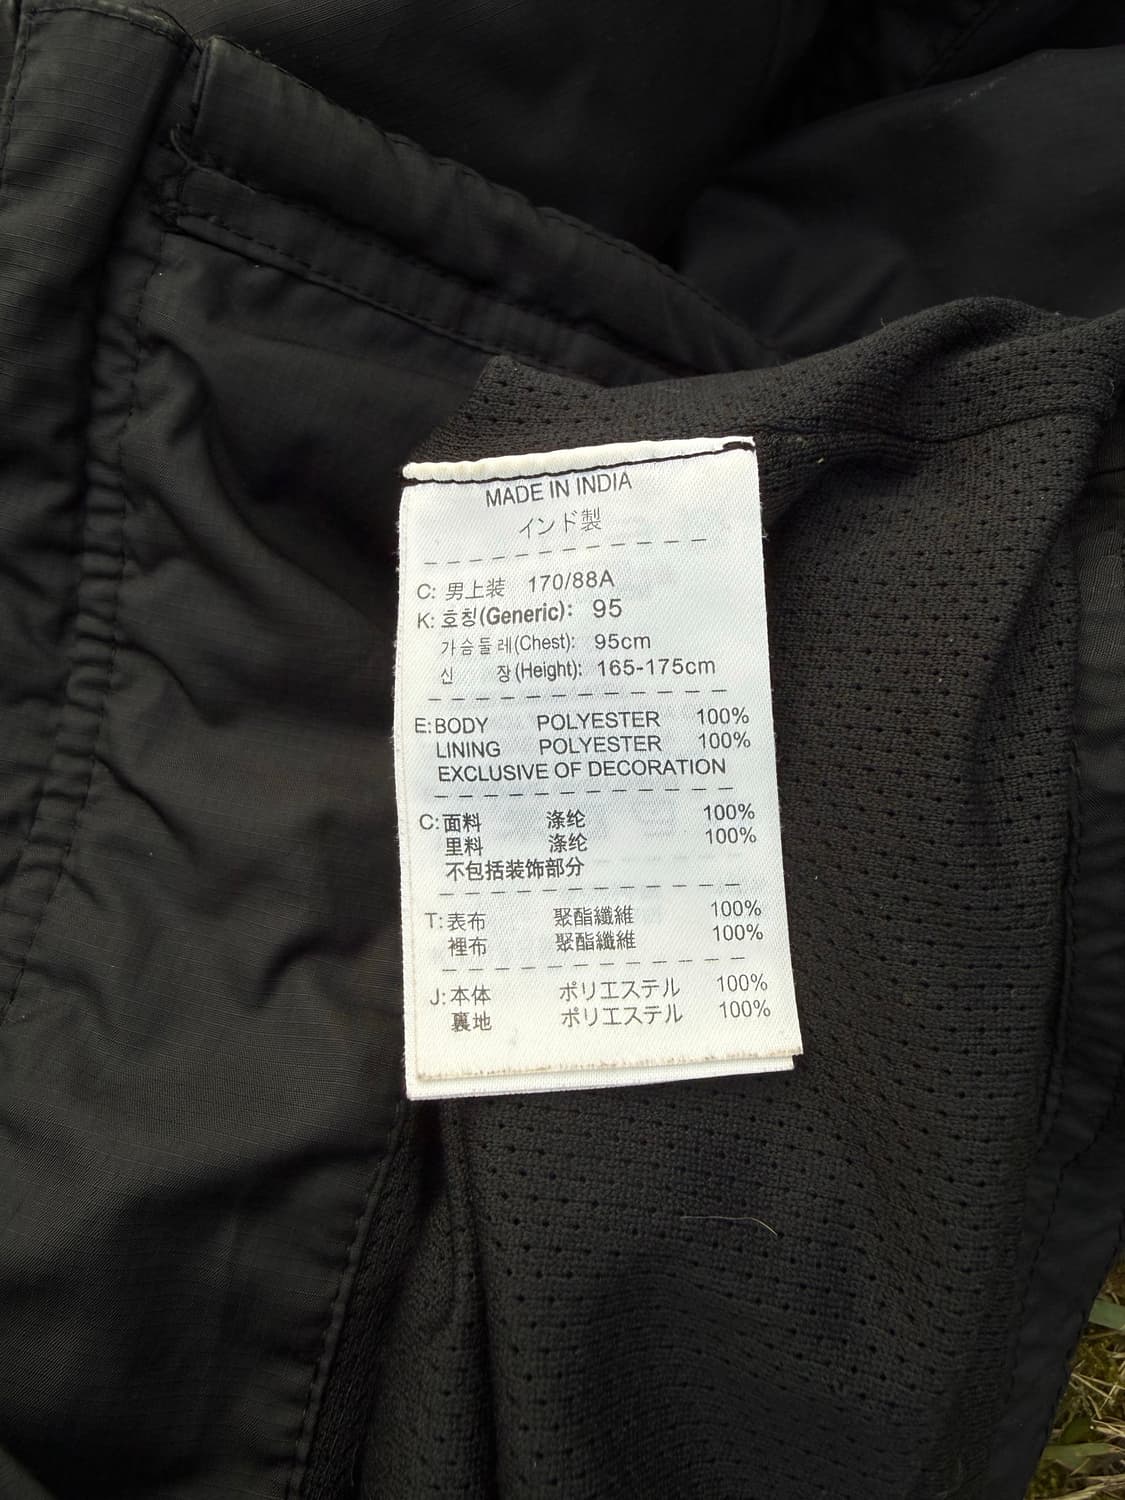 MADE IN INDIA
インド製
C: 男上装 170/88A
K: 호칭(Generic): 95
가슴둘레(Chest): 95cm
신 장(Height): 165-175cm
E: BODY POLYESTER 100%
LINING POLYESTER 100%
EXCLUSIVE OF DECORATION
C: 面料 涤纶 100%
里料 涤纶 100%
不包括装饰部分
T: 表布 聚酯纖維 100%
裡布 聚酯纖維 100%
J: 本体 ポリエステル 100%
裏地 ポリエステル 100%